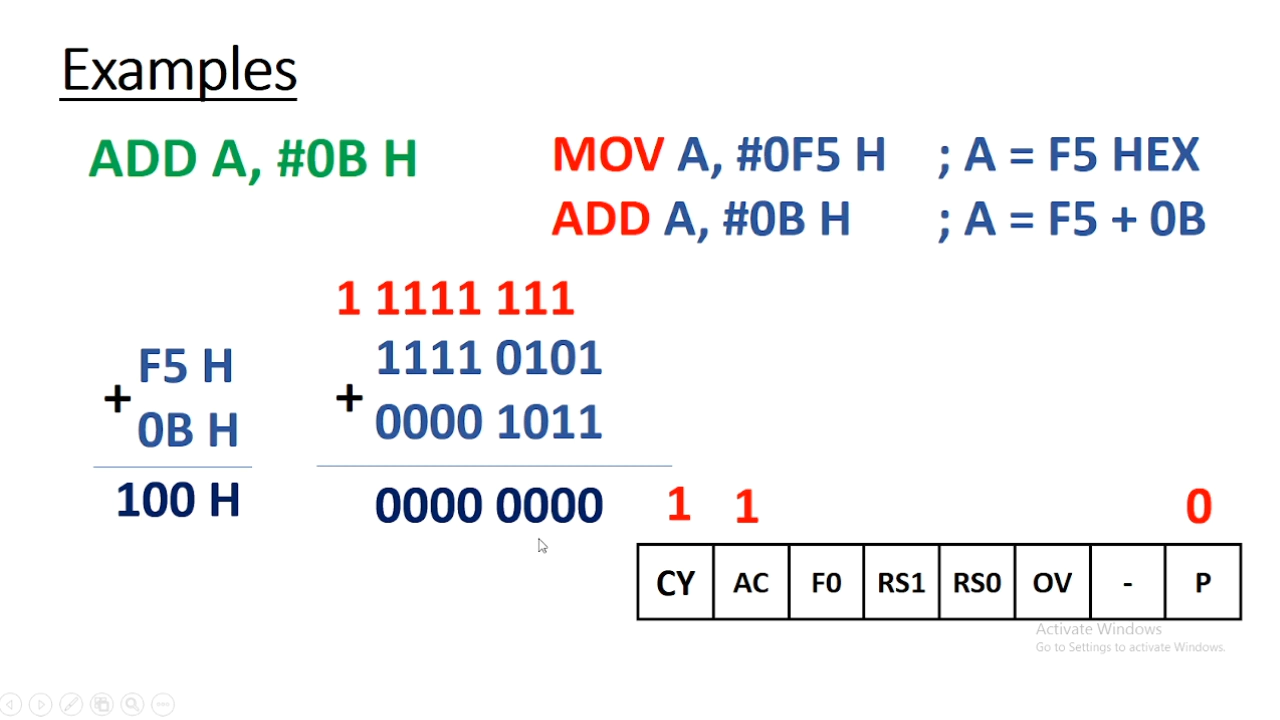 Examples
ADD A, #0B H
MOV A, #0F5 H ; A = F5 HEX
ADD A, #0B H ; A = F5 + 0B
1 1111 111
F5 H
+
0B H
100 H
1111 0101
+
0000 1011
0000 0000
1 1 0
CY AC F0 RS1 RS0 OV - P
Activate Windows
Go to Settings to activate Windows.